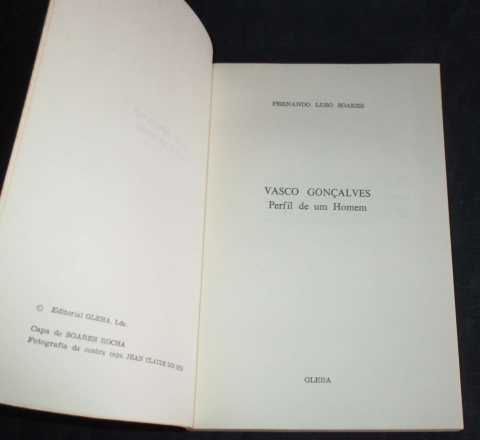 © Editorial GLEBA, Lda.
Capa de SOARES ROCHA
Fotografia da contra capa JEAN CLAUDE
FERNANDO LUSO SOARES
VASCO GONÇALVES
Perfil de um Homem
GLEBA